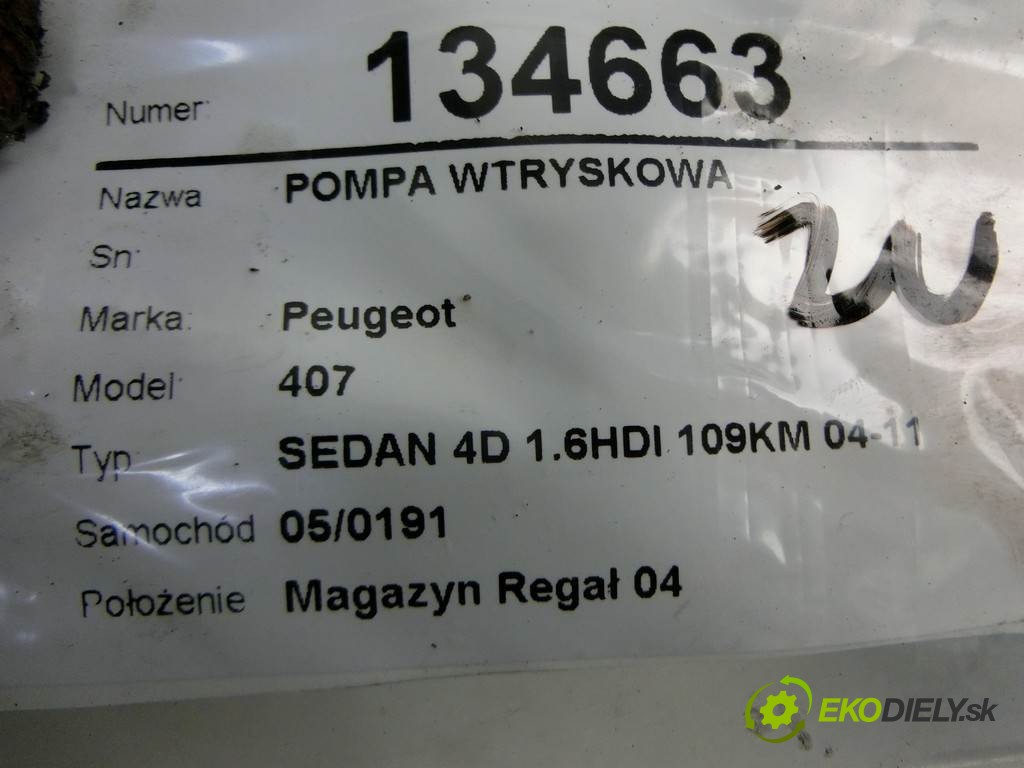 Numer: 134663
Nazwa POMPA WTRYSKOWA
Sn:
Marka: Peugeot
Model: 407
Typ: SEDAN 4D 1.6HDI 109KM 04-11
Samochód 05/0191
Położenie Magazyn Regał 04
EKODIELY.sk